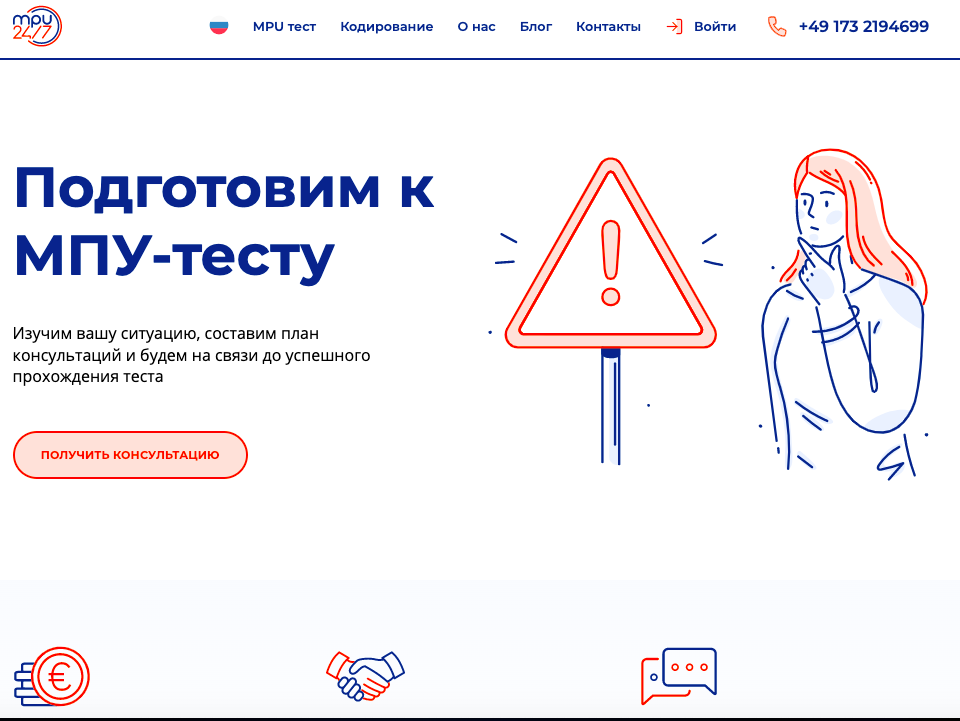 mpu
24/7
MPU тест Кодирование О нас Блог Контакты Войти +49 173 2194699
Подготовим к
МПУ-тесту
Изучим вашу ситуацию, составим план
консультаций и будем на связи до успешного
прохождения теста
ПОЛУЧИТЬ КОНСУЛЬТАЦИЮ